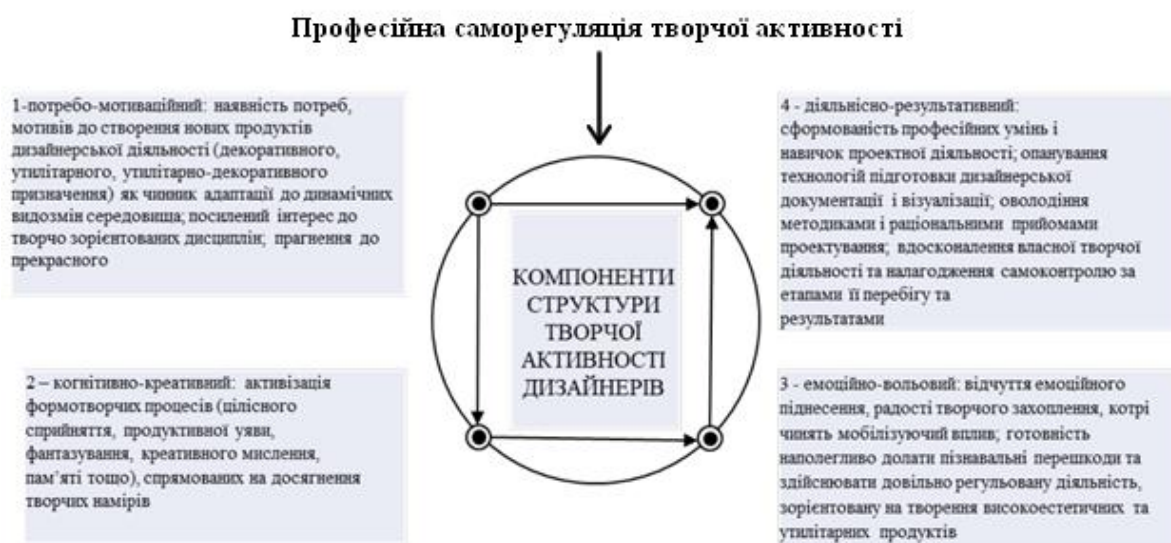 Професійна саморегуляція творчої активності
1-потребо-мотиваційний: наявність потреб,
мотивів до створення нових продуктів
дизайнерської діяльності (декоративного,
утилітарного, утилітарно-декоративного
призначення) як чинник адаптації до динамічних
видозмін середовища; посилений інтерес до
творчо зорієнтованих дисциплін; прагнення до
прекрасного
2 – когнітивно-креативний: активізація
формотворчих процесів (цілісного
сприйняття, продуктивної уяви,
фантазування, креативного мислення,
пам’яті тощо), спрямованих на досягнення
творчих намірів
КОМПОНЕНТИ
СТРУКТУРИ
ТВОРЧОЇ
АКТИВНОСТІ
ДИЗАЙНЕРІВ
4 - діяльнісно-результативний:
сформованість професійних умінь і
навичок проектної діяльності; опанування
технологій підготовки дизайнерської
документації і візуалізації; оволодіння
методиками і раціональними прийомами
проектування; вдосконалення власної творчої
діяльності та налагодження самоконтролю за
етапами її перебігу та
результатами
3 - емоційно-вольовий: відчуття емоційного
піднесення, радості творчого захоплення, котрі
чинять мобілізуючий вплив; готовність
наполегливо долати пізнавальні перешкоди та
здійснювати довільно регульовану діяльність,
зорієнтовану на творення високоестетичних та
утилітарних продуктів